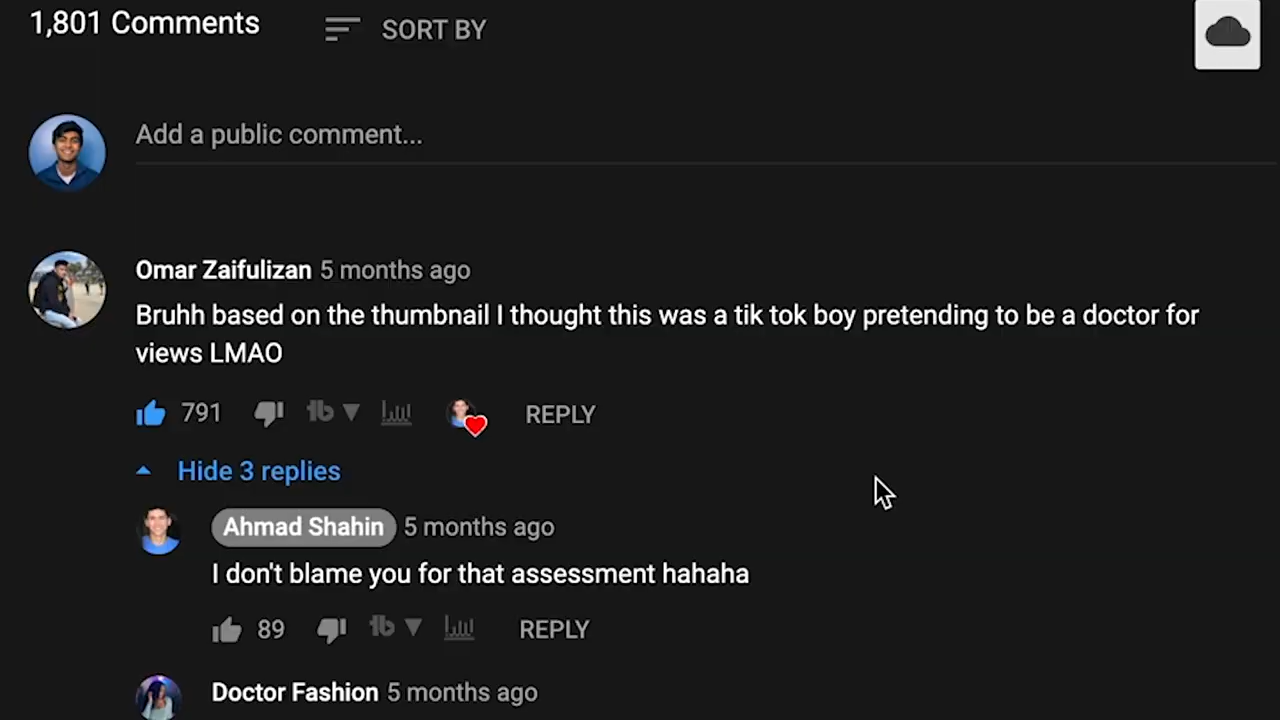 1,801 Comments
SORT BY
Add a public comment...
Omar Zaifulizan 5 months ago
Bruhh based on the thumbnail I thought this was a tik tok boy pretending to be a doctor for
views LMAO
791
REPLY
Hide 3 replies
Ahmad Shahin 5 months ago
I don't blame you for that assessment hahaha
89
REPLY
Doctor Fashion 5 months ago